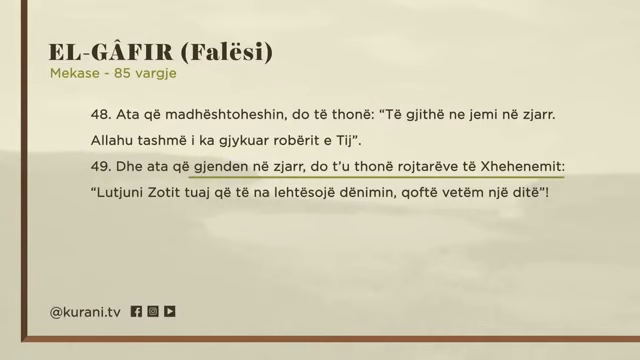 EL-GÂFIR (Falësi)
Mekase - 85 vargje
48. Ata që madhështoheshin, do të thonë: “Të gjithë ne jemi në zjarr.
Allahu tashmë i ka gjykuar robërit e Tij”.
49. Dhe ata që gjenden në zjarr, do t’u thonë rojtarëve të Xhehenemit:
“Lutjuni Zotit tuaj që të na lehtësojë dënimin, qoftë vetëm një ditë”!
@kurani.tv